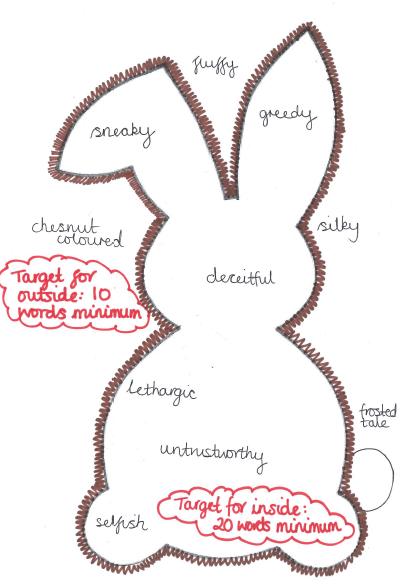 fluffy
sneaky
greedy
chesnut
coloured
silky
Target for
outside: 10
words minimum
deceitful
lethargic
frosted
tale
untrustworthy
Target for inside:
20 words minimum
selfish